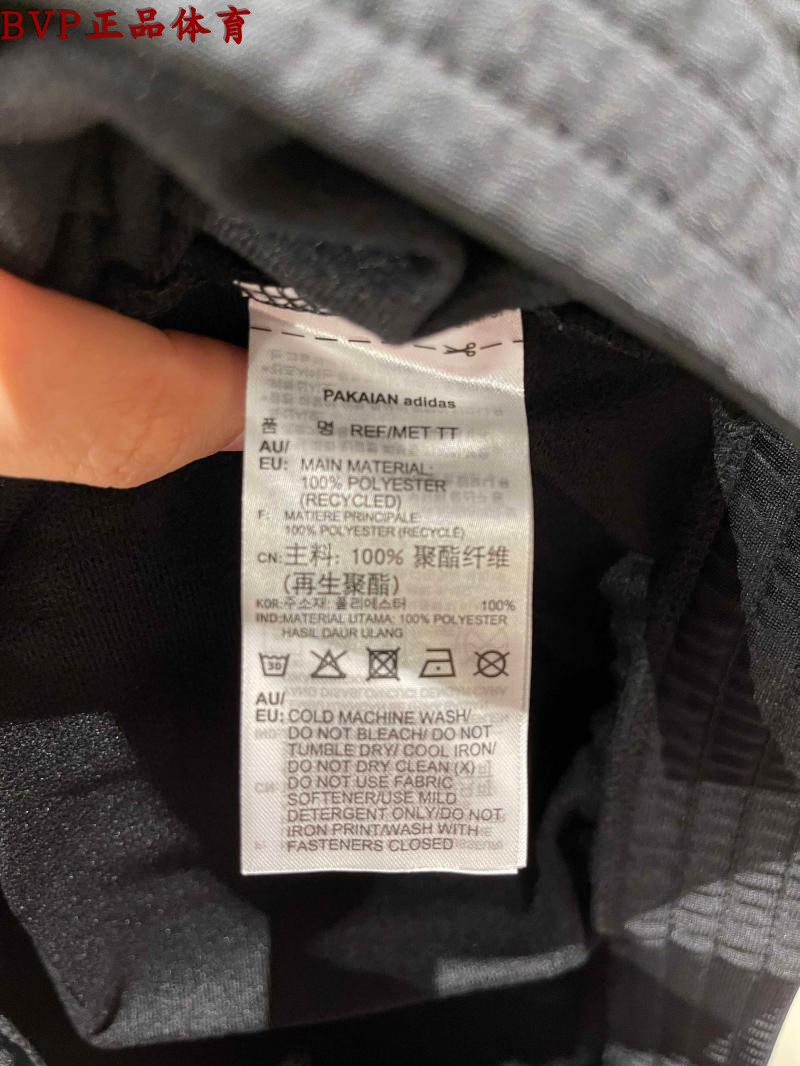 BVP正品体育
PAKAIAN adidas
품 명 REF/MET TT
AU/
EU: MAIN MATERIAL:
100% POLYESTER
(RECYCLED)
F: MATIERE PRINCIPALE:
100% POLYESTER (RECYCLÉ)
CN:主料: 100% 聚酯纤维
(再生聚酯)
KOR:주소재: 폴리에스터 100%
IND:MATERIAL UTAMA: 100% POLYESTER
HASIL DAUR ULANG
30
AU/
EU: COLD MACHINE WASH/
DO NOT BLEACH/ DO NOT
TUMBLE DRY/ COOL IRON/
DO NOT DRY CLEAN (X)
DO NOT USE FABRIC
SOFTENER/USE MILD
DETERGENT ONLY/DO NOT
IRON PRINT/WASH WITH
FASTENERS CLOSED